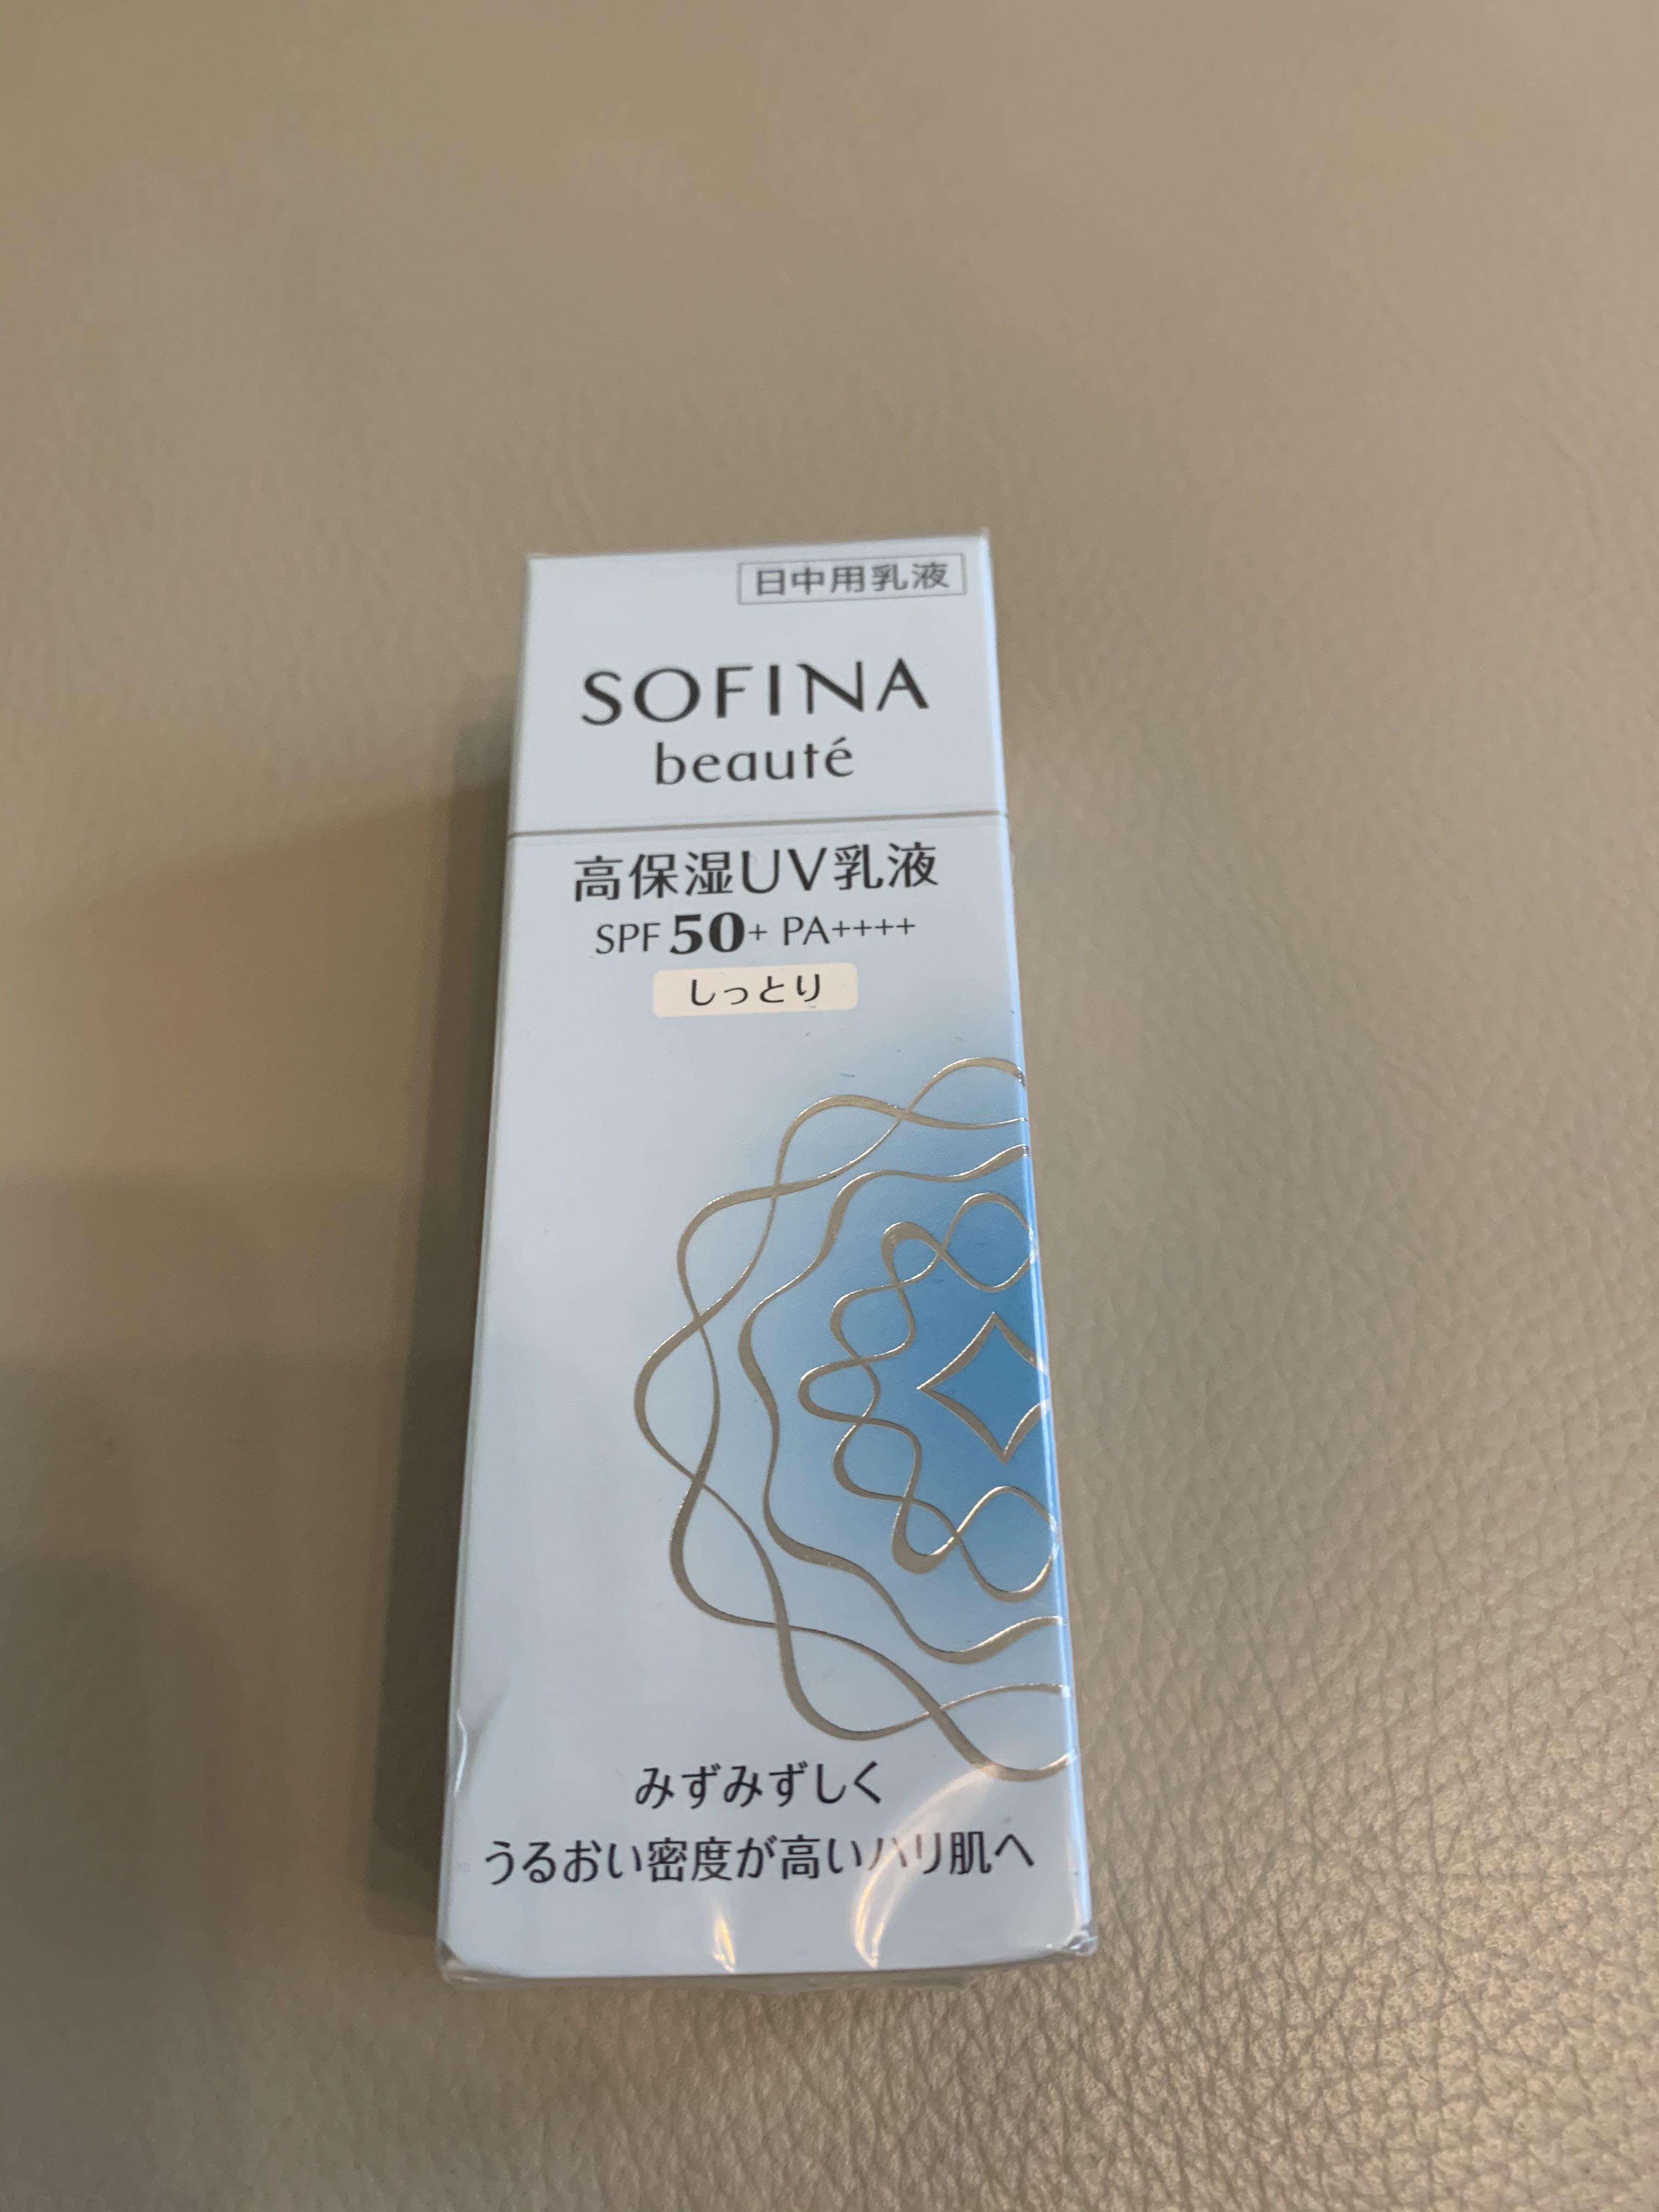 日中用乳液
SOFINA
beauté
高保湿UV乳液
SPF 50+ PA++++
しっとり
みずみずしく
うるおい密度が高いハリ肌へ